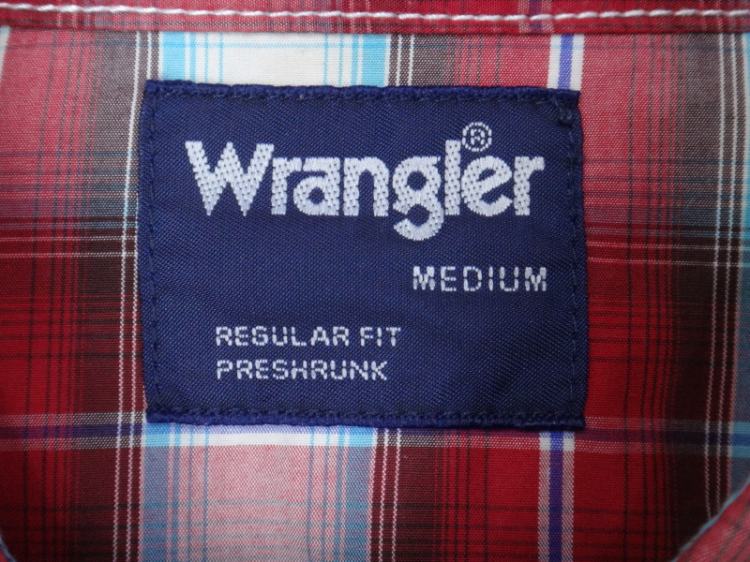 Wrangler®
MEDIUM
REGULAR FIT
PRESHRUNK